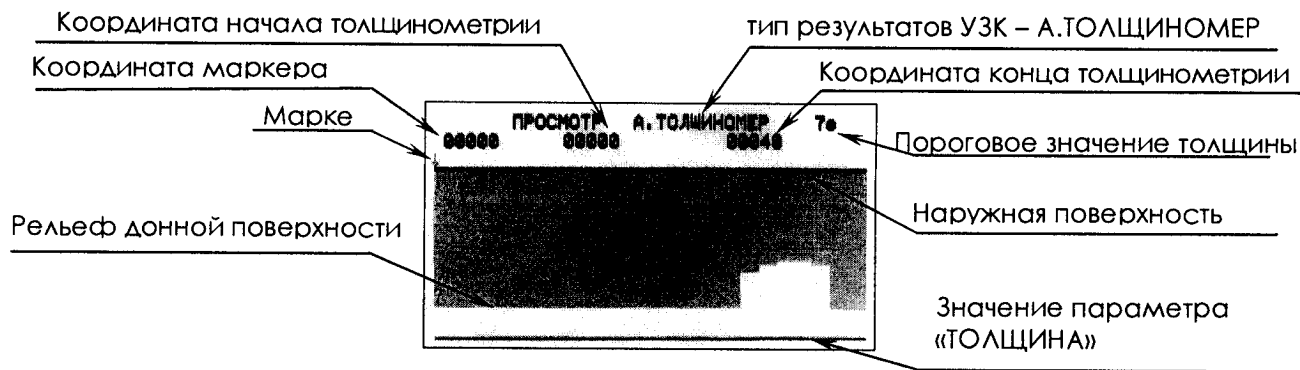 Координата начала толщинометрии
тип результатов УЗК – А.ТОЛЩИНОМЕР
Координата маркера
Координата конца толщинометрии
Марке
ПРОСМОТР А.ТОЛЩИНОМЕР
00000 00000 00040
Пороговое значение толщины
Наружная поверхность
Рельеф донной поверхности
Значение параметра
«ТОЛЩИНА»